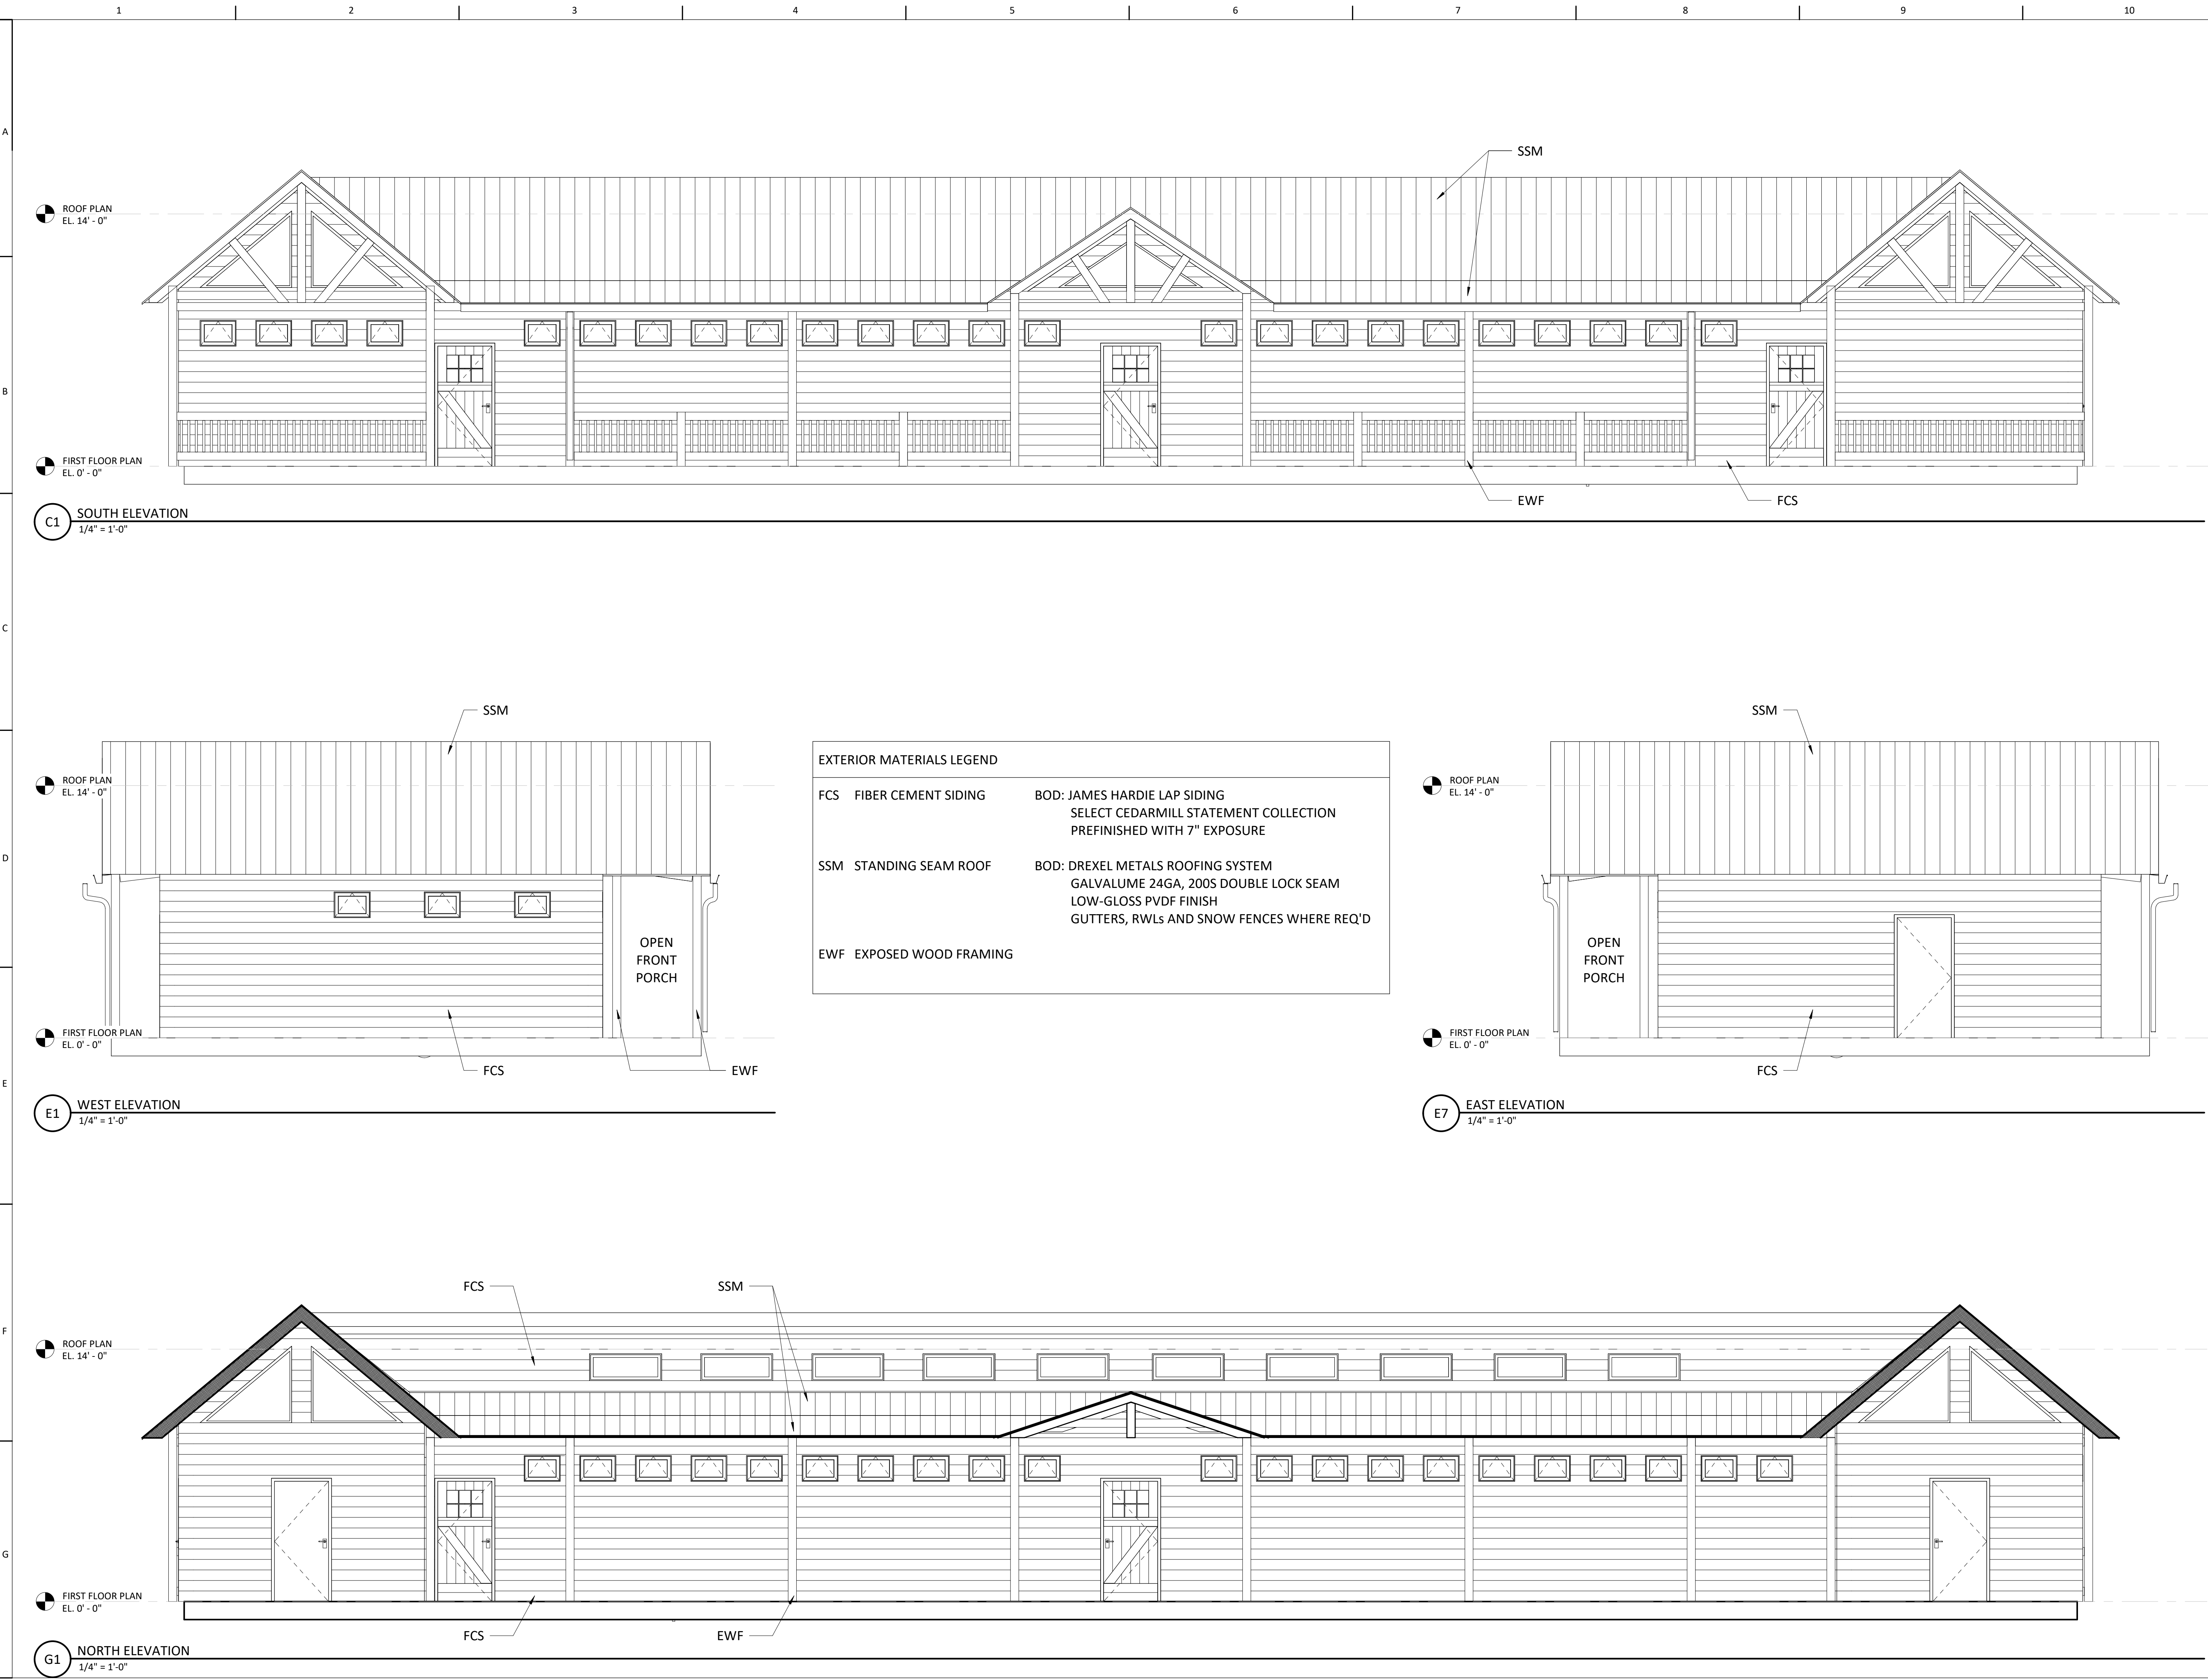 1 2 3 4 5 6 7 8 9 10
A
B
B
C
D
E
F
G
SSM
ROOF PLAN
EL. 14' - 0"
FIRST FLOOR PLAN
EL. 0' - 0"
EWF
FCS
C1
SOUTH ELEVATION
1/4" = 1'-0"
SSM
ROOF PLAN
EL. 14' - 0"
OPEN
FRONT
PORCH
FIRST FLOOR PLAN
EL. 0' - 0"
FCS
EWF
E1
WEST ELEVATION
1/4" = 1'-0"
EXTERIOR MATERIALS LEGEND
FCS FIBER CEMENT SIDING BOD: JAMES HARDIE LAP SIDING
SELECT CEDARMILL STATEMENT COLLECTION
PREFINISHED WITH 7" EXPOSURE
SSM STANDING SEAM ROOF BOD: DREXEL METALS ROOFING SYSTEM
GALVALUME 24GA, 200S DOUBLE LOCK SEAM
LOW-GLOSS PVDF FINISH
GUTTERS, RWLs AND SNOW FENCES WHERE REQ'D
EWF EXPOSED WOOD FRAMING
SSM
ROOF PLAN
EL. 14' - 0"
OPEN
FRONT
PORCH
FIRST FLOOR PLAN
EL. 0' - 0"
FCS
E7
EAST ELEVATION
1/4" = 1'-0"
FCS
SSM
ROOF PLAN
EL. 14' - 0"
FIRST FLOOR PLAN
EL. 0' - 0"
FCS
EWF
G1
NORTH ELEVATION
1/4" = 1'-0"